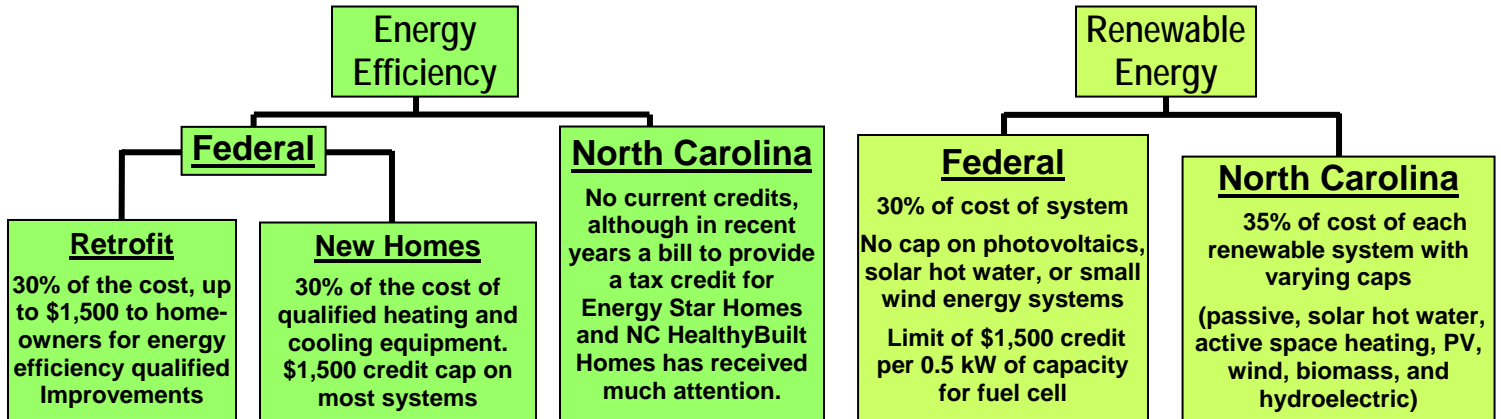 Energy
Efficiency
Federal
Retrofit
30% of the cost, up
to $1,500 to home-
owners for energy
efficiency qualified
Improvements
New Homes
30% of the cost of
qualified heating and
cooling equipment.
$1,500 credit cap on
most systems
North Carolina
No current credits,
although in recent
years a bill to provide
a tax credit for
Energy Star Homes
and NC HealthyBuilt
Homes has received
much attention.
Renewable
Energy
Federal
30% of cost of system
No cap on photovoltaics,
solar hot water, or small
wind energy systems
Limit of $1,500 credit
per 0.5 kW of capacity
for fuel cell
North Carolina
35% of cost of each
renewable system with
varying caps
(passive, solar hot water,
active space heating, PV,
wind, biomass, and
hydroelectric)